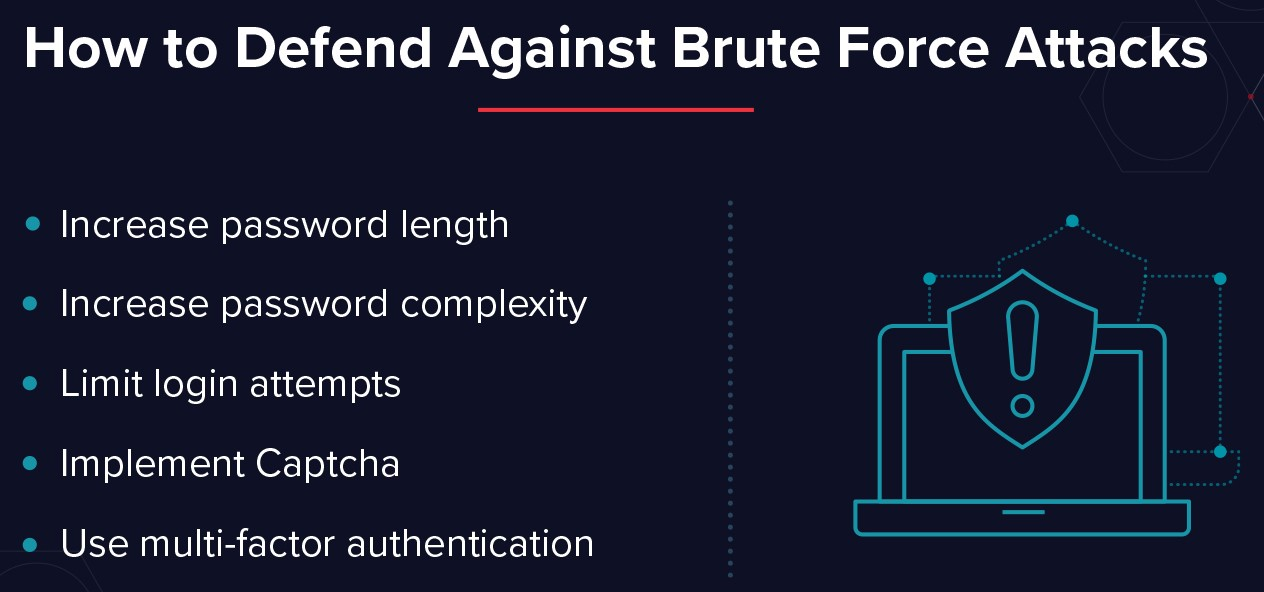 How to Defend Against Brute Force Attacks
Increase password length
Increase password complexity
Limit login attempts
Implement Captcha
Use multi-factor authentication